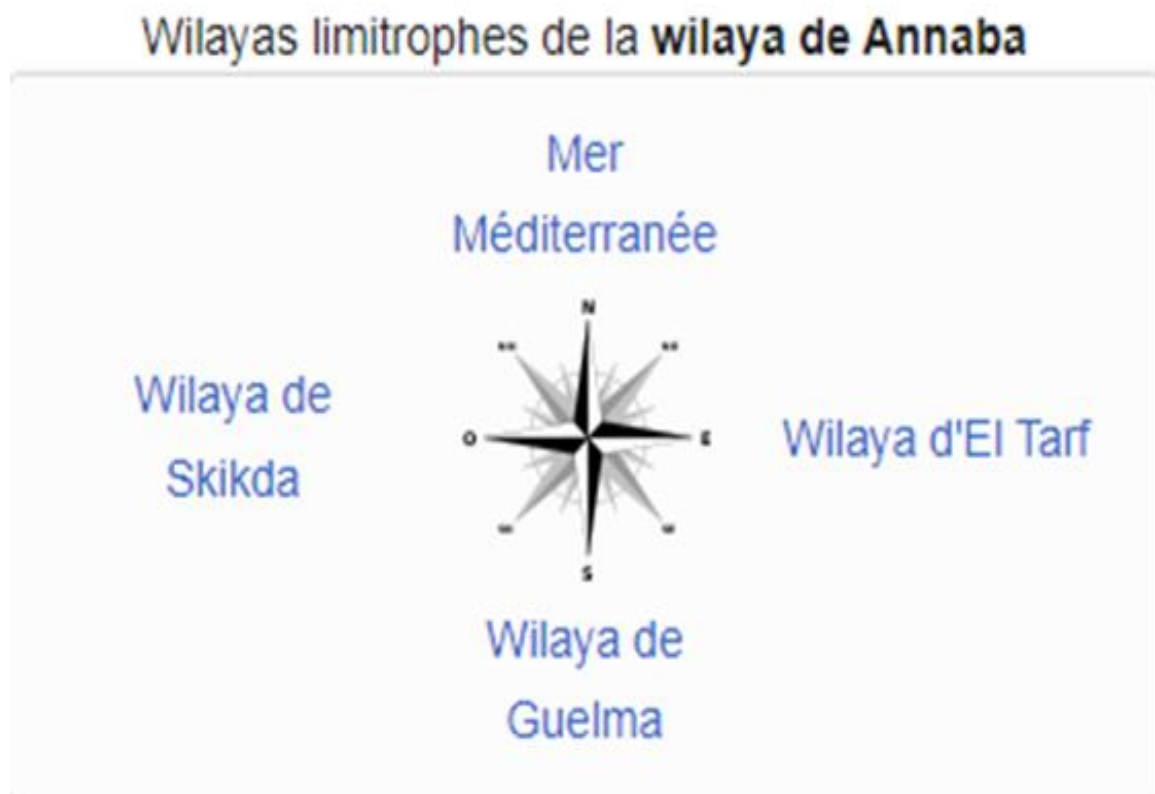 Wilayas limitrophes de la wilaya de Annaba
Mer
Méditerranée
N
Wilaya de
Skikda
O
E
Wilaya d'El Tarf
S
Wilaya de
Guelma